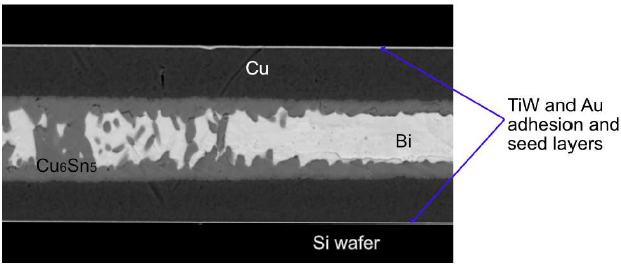 Cu
TiW and Au
adhesion and
seed layers
Bi
Cu6Sn5
Si wafer